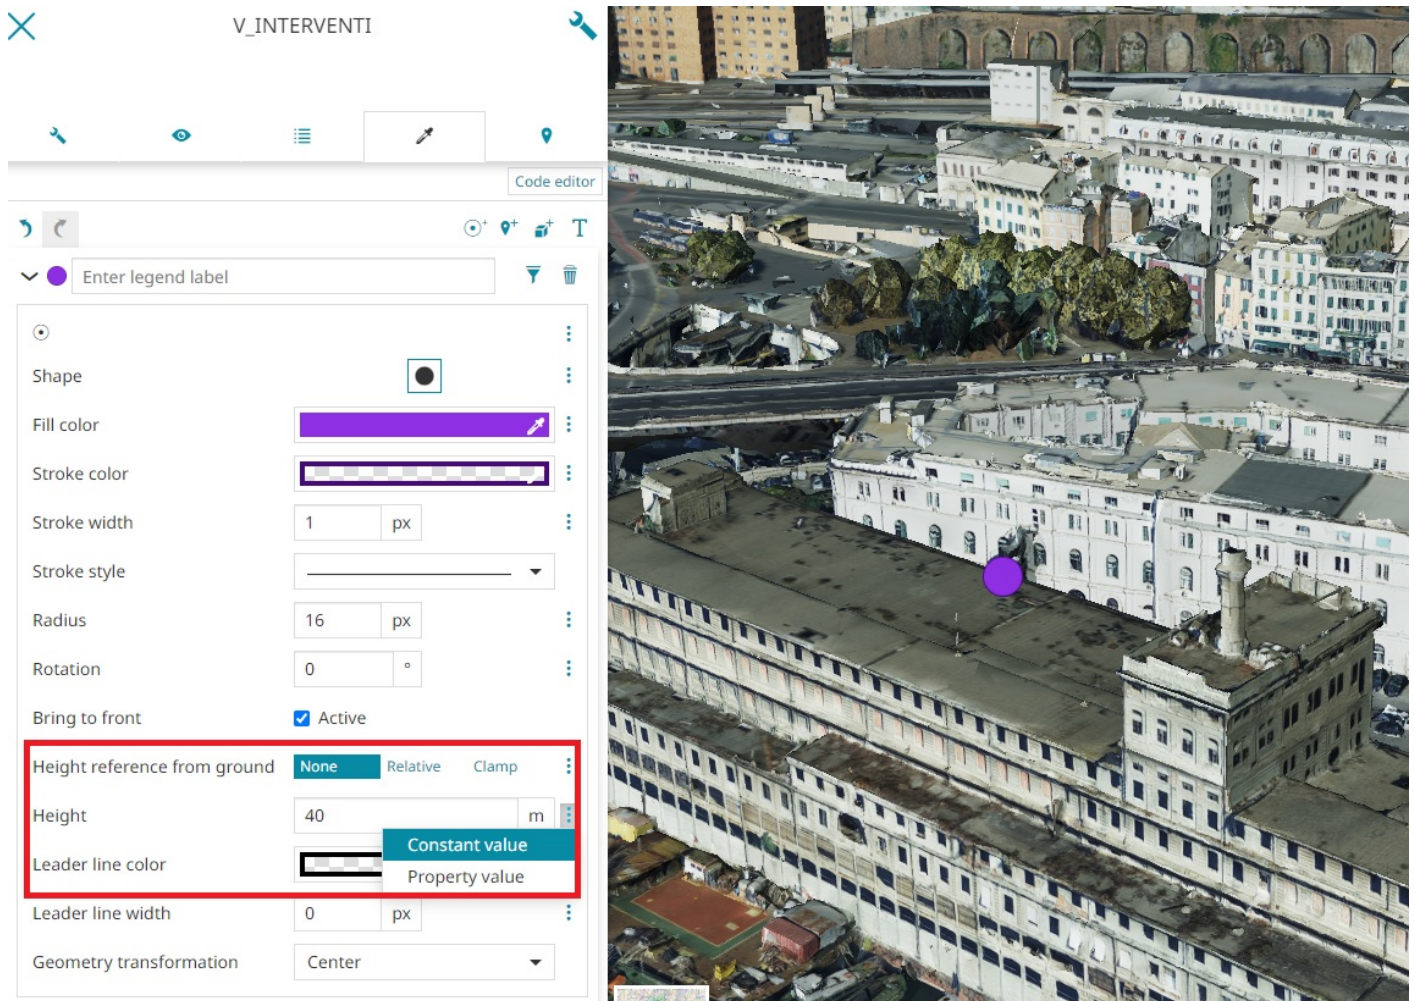 V_INTERVENTI
Code editor
T
Enter legend label
Shape
Fill color
Stroke color
Stroke width 1 px
Stroke style
Radius 16 px
Rotation 0 °
Bring to front Active
Height reference from ground None Relative Clamp
Height 40 m
Constant value
Leader line color
Property value
Leader line width 0 px
Geometry transformation Center